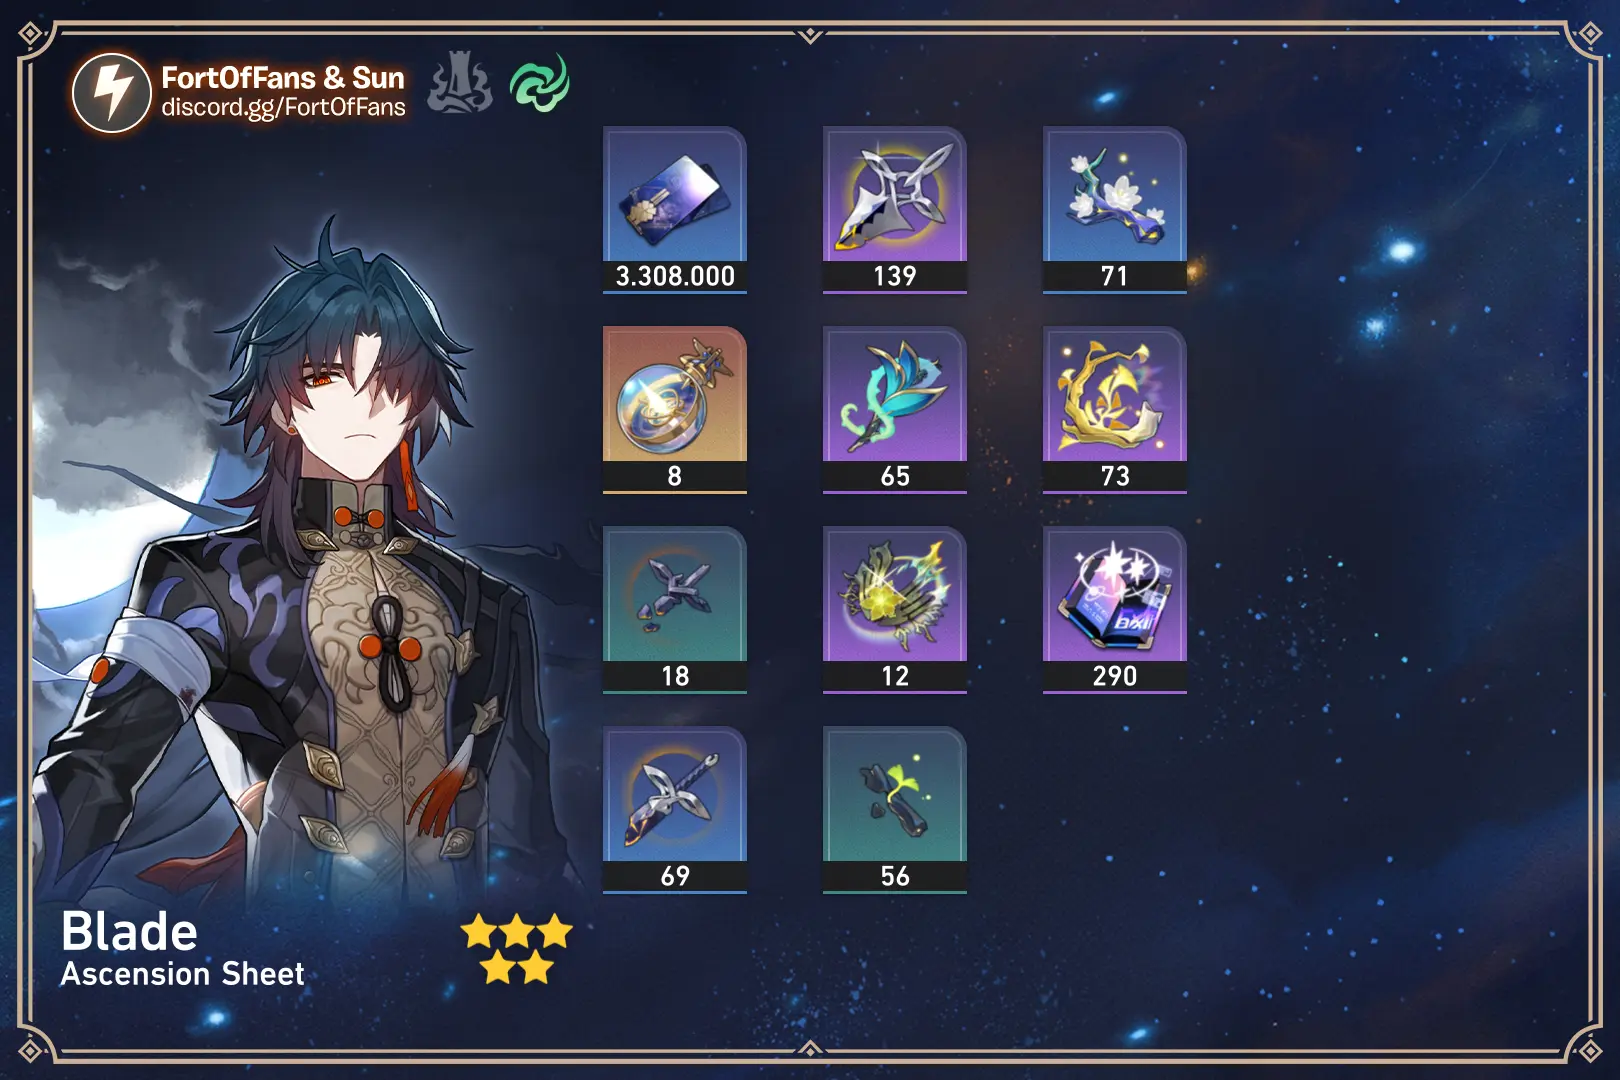 FortOfFans & Sun
discord.gg/FortOfFans
3.308.000
139
71
8
65
73
18
12
290
69
56
Blade
Ascension Sheet